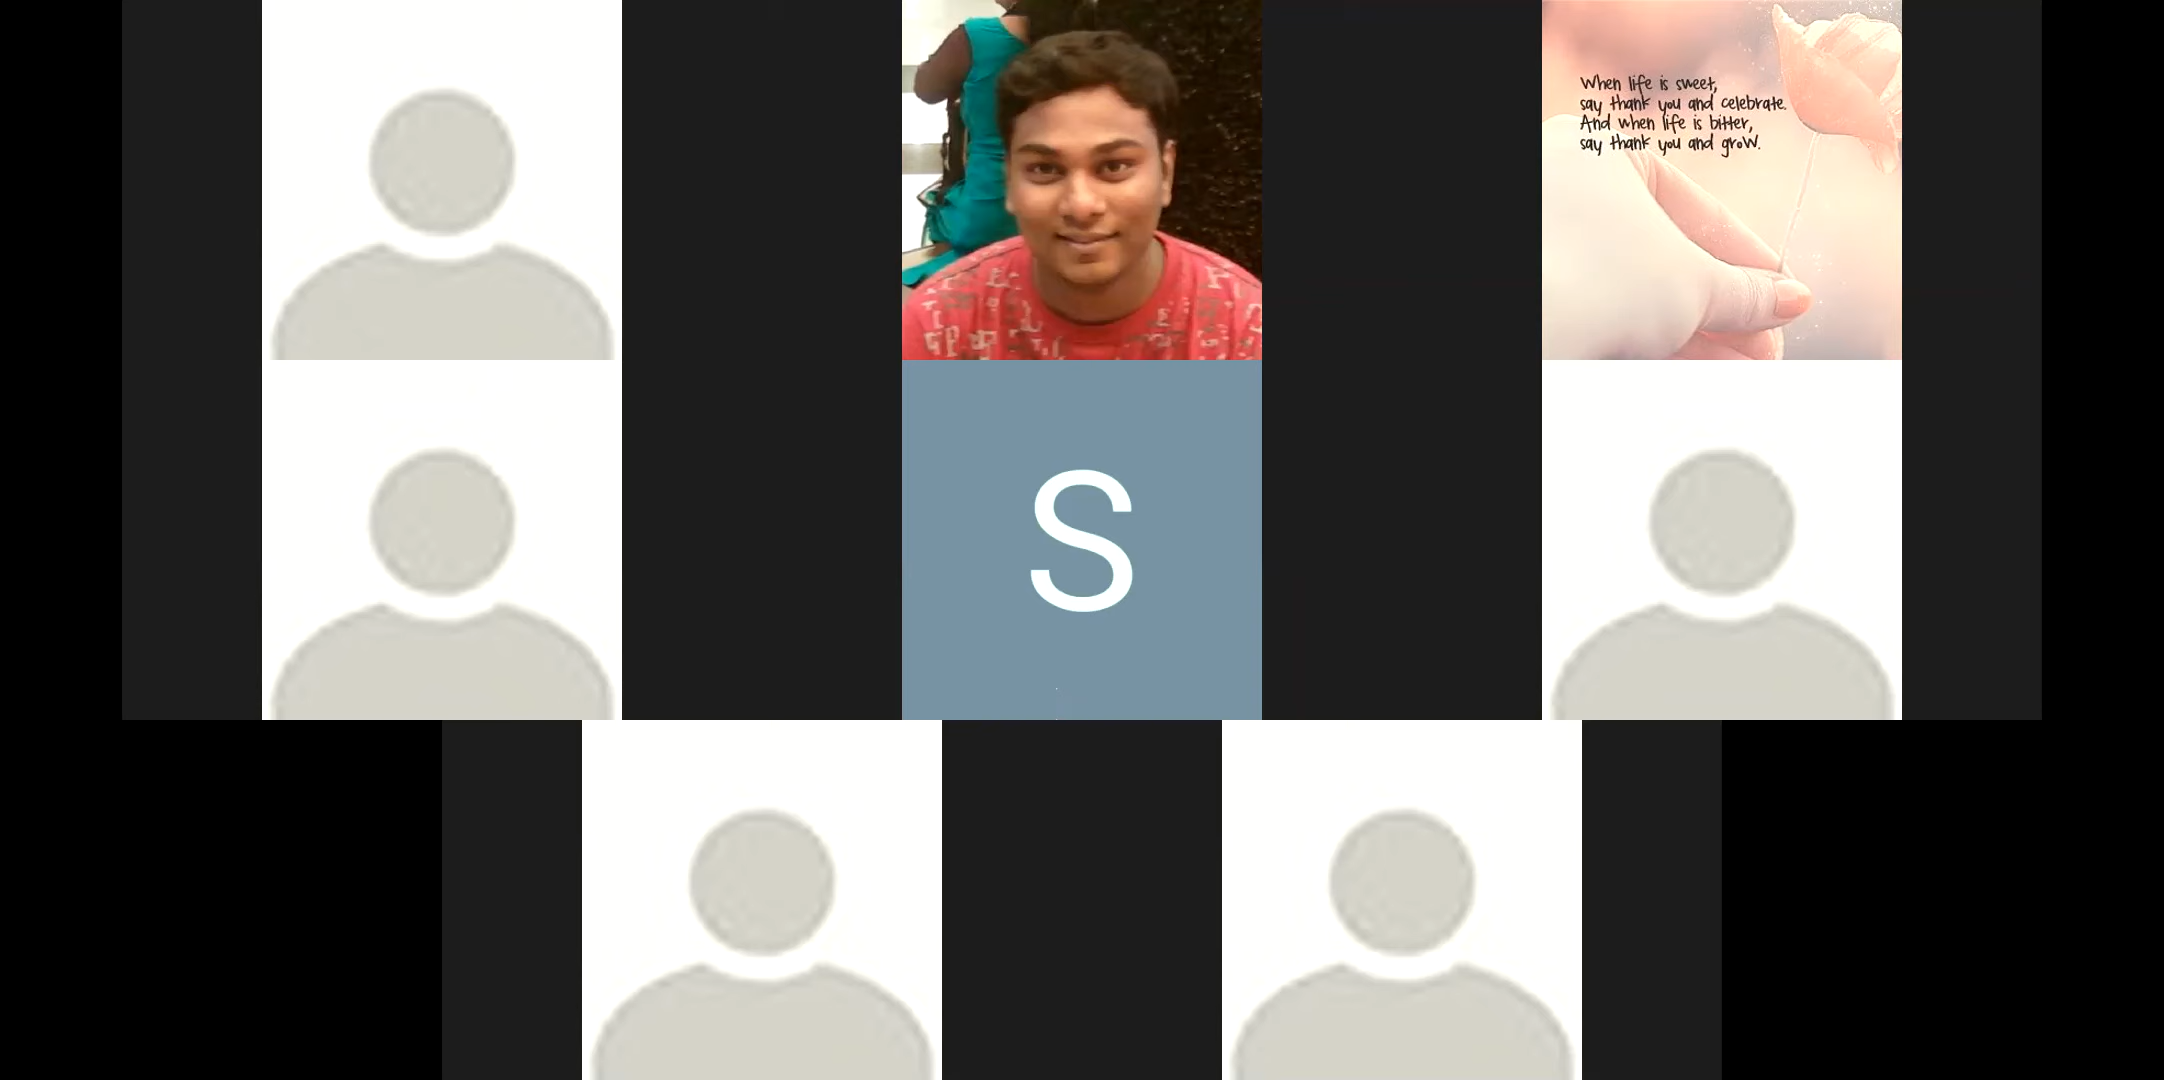 When life is sweet,
say thank you and celebrate.
And when life is bitter,
say thank you and grow.
S